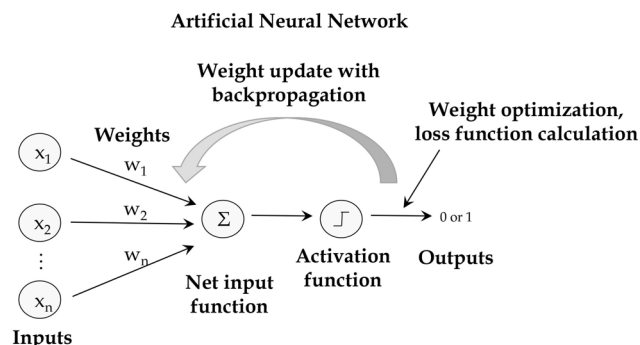 Artificial Neural Network
Weight update with
backpropagation
Weight optimization,
loss function calculation
Weights
x1
w1
x2
w2
⋮
wn
xn
Inputs
Σ
Net input
function
Activation
function
0 or 1
Outputs